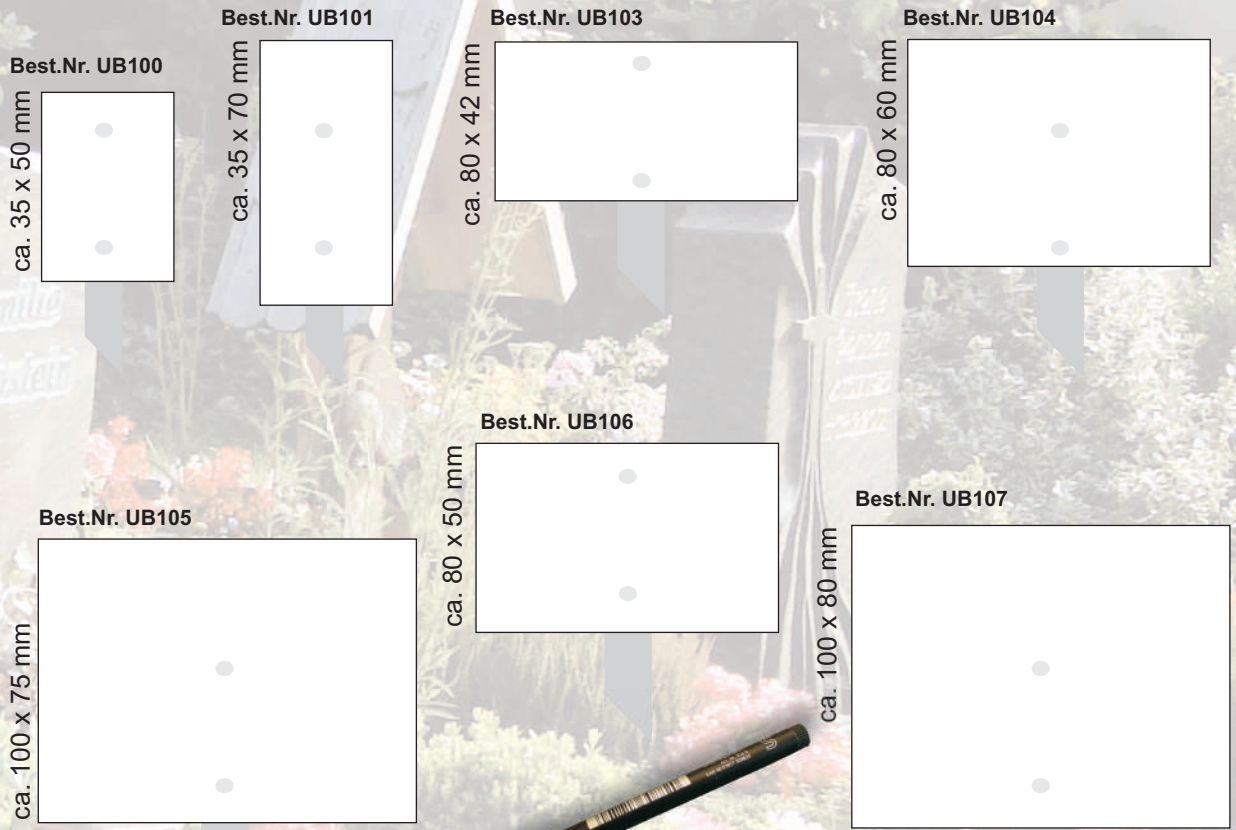 Best.Nr. UB101
Best.Nr. UB103
Best.Nr. UB104
Best.Nr. UB100
ca. 35 x 50 mm
ca. 35 x 70 mm
ca. 80 x 42 mm
ca. 80 x 60 mm
Best.Nr. UB106
Best.Nr. UB105
Best.Nr. UB107
ca. 100 x 75 mm
ca. 80 x 50 mm
ca. 100 x 80 mm